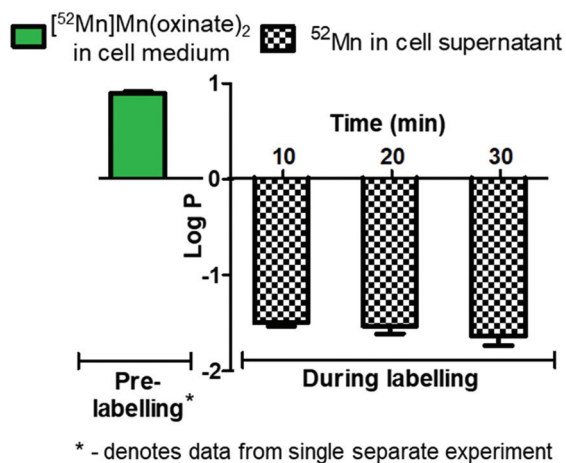 [⁵²Mn]Mn(oxinate)₂
in cell medium
⁵²Mn in cell supernatant
1
Time (min)
10 20 30
0
Log P
-1
-2
Pre-
labelling*
During labelling
* - denotes data from single separate experiment